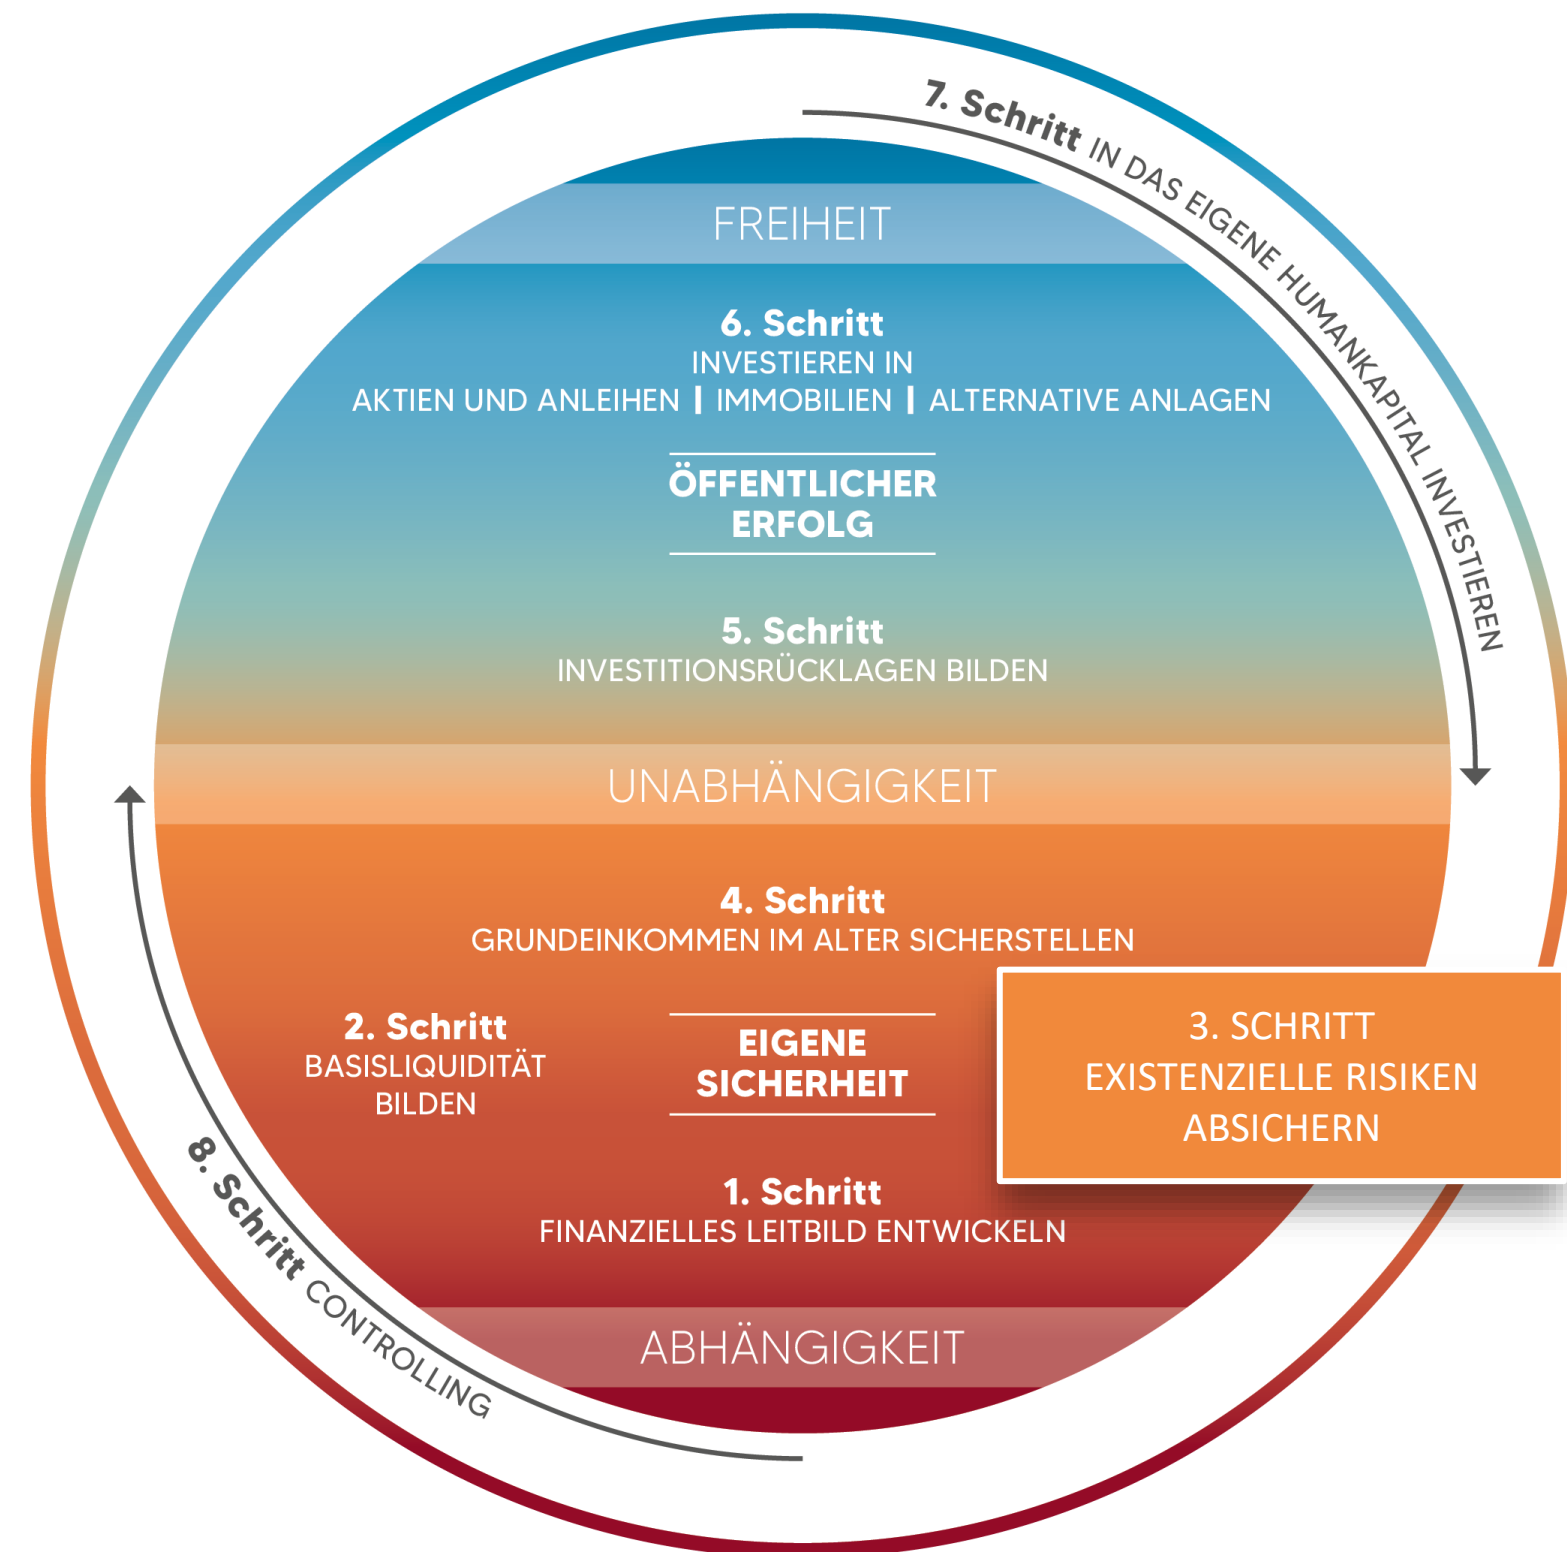 7. Schritt IN DAS EIGENE HUMANKAPITAL INVESTIEREN
FREIHEIT
6. Schritt
INVESTIEREN IN
AKTIEN UND ANLEIHEN | IMMOBILIEN | ALTERNATIVE ANLAGEN
ÖFFENTLICHER
ERFOLG
5. Schritt
INVESTITIONSRÜCKLAGEN BILDEN
UNABHÄNGIGKEIT
4. Schritt
GRUNDEINKOMMEN IM ALTER SICHERSTELLEN
2. Schritt
BASISLIQUIDITÄT
BILDEN
EIGENE
SICHERHEIT
3. SCHRITT
EXISTENZIELLE RISIKEN
ABSICHERN
1. Schritt
FINANZIELLES LEITBILD ENTWICKELN
ABHÄNGIGKEIT
8. Schritt CONTROLLING